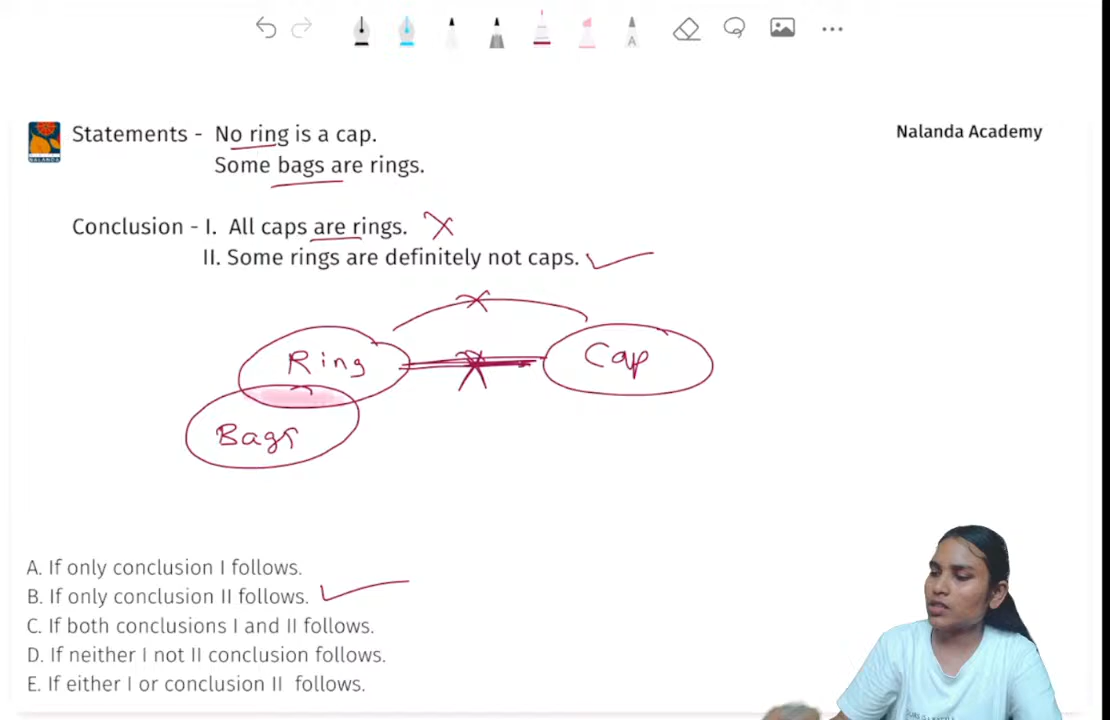 Statements - No ring is a cap.
Nalanda Academy
NALANDA
Some bags are rings.
Conclusion - I. All caps are rings.
II. Some rings are definitely not caps.
Ring
Cap
Bags
A
A. If only conclusion I follows.
B. If only conclusion II follows.
C. If both conclusions I and II follows.
D. If neither I not II conclusion follows.
E. If either I or conclusion II follows.